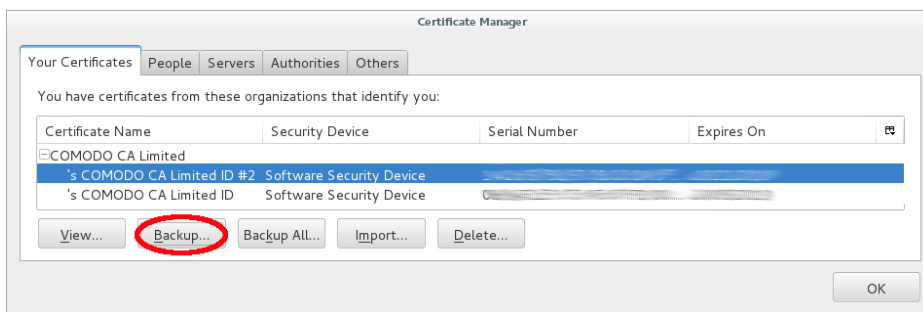 Certificate Manager
Your Certificates People Servers Authorities Others
You have certificates from these organizations that identify you:
Certificate Name Security Device Serial Number Expires On
COMODO CA Limited
's COMODO CA Limited ID #2 Software Security Device
's COMODO CA Limited ID Software Security Device
View... Backup... Backup All... Import... Delete...
OK